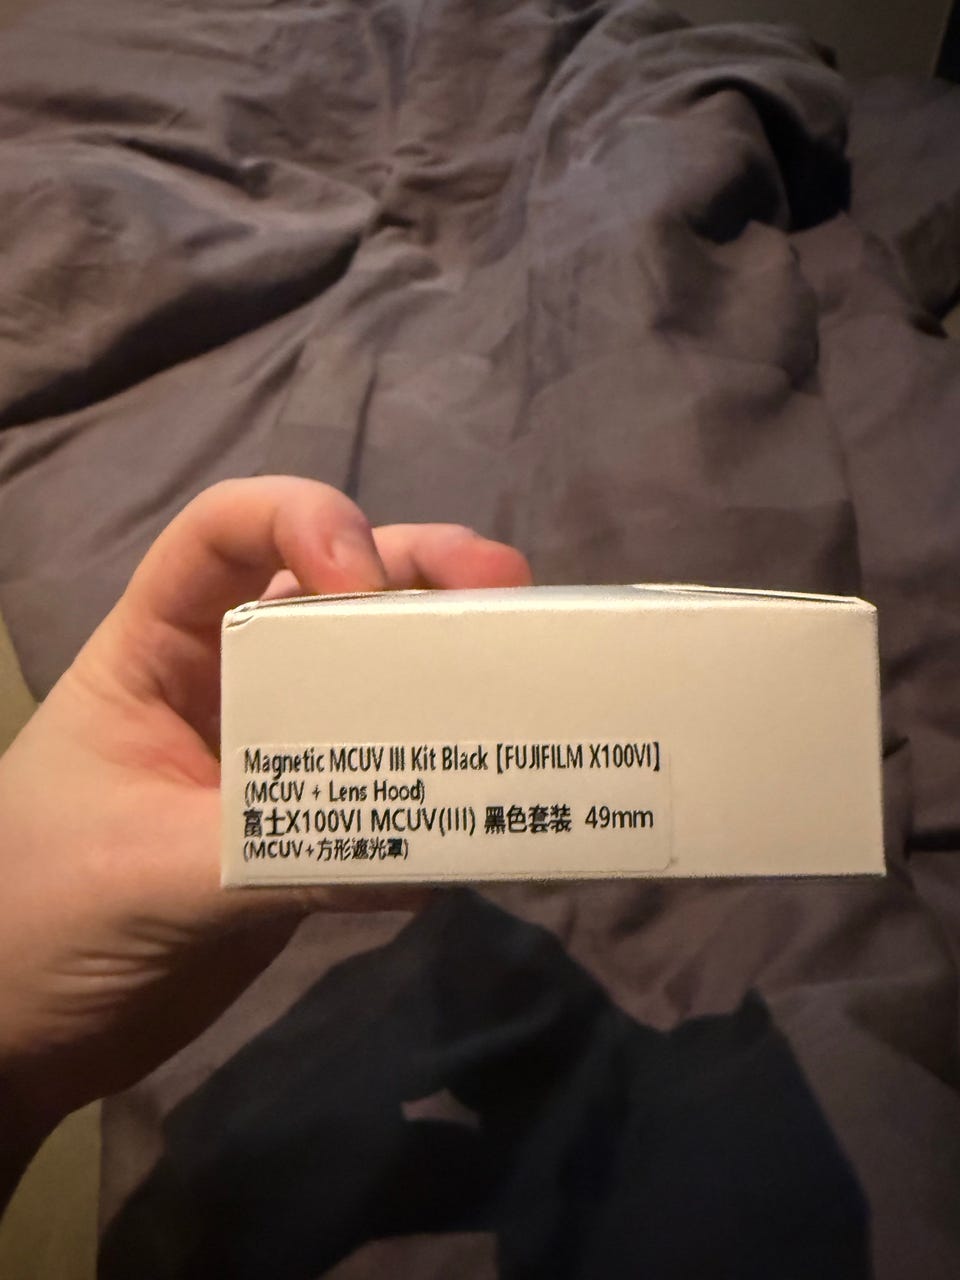 Magnetic MCUV III Kit Black【FUJIFILM X100VI】
(MCUV + Lens Hood)
富士X100VI MCUV(III) 黑色套装 49mm
(MCUV+方形遮光罩)